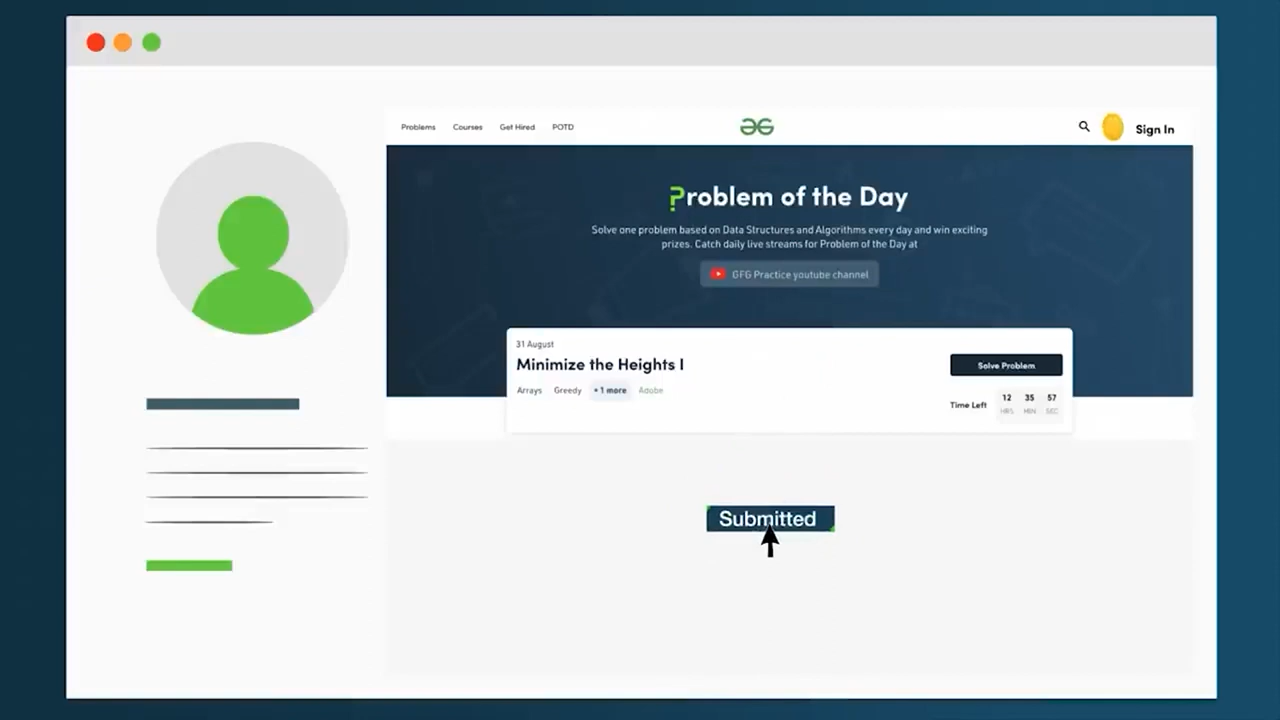 Problems Courses Get Hired POTD
Sign In
Problem of the Day
Solve one problem based on Data Structures and Algorithms every day and win exciting
prizes. Catch daily live streams for Problem of the Day at
GFG Practice youtube channel
31 August
Minimize the Heights I
Solve Problem
Arrays Greedy +1 more Adobe
Time Left 12 35 57
HRS MIN SEC
Submitted